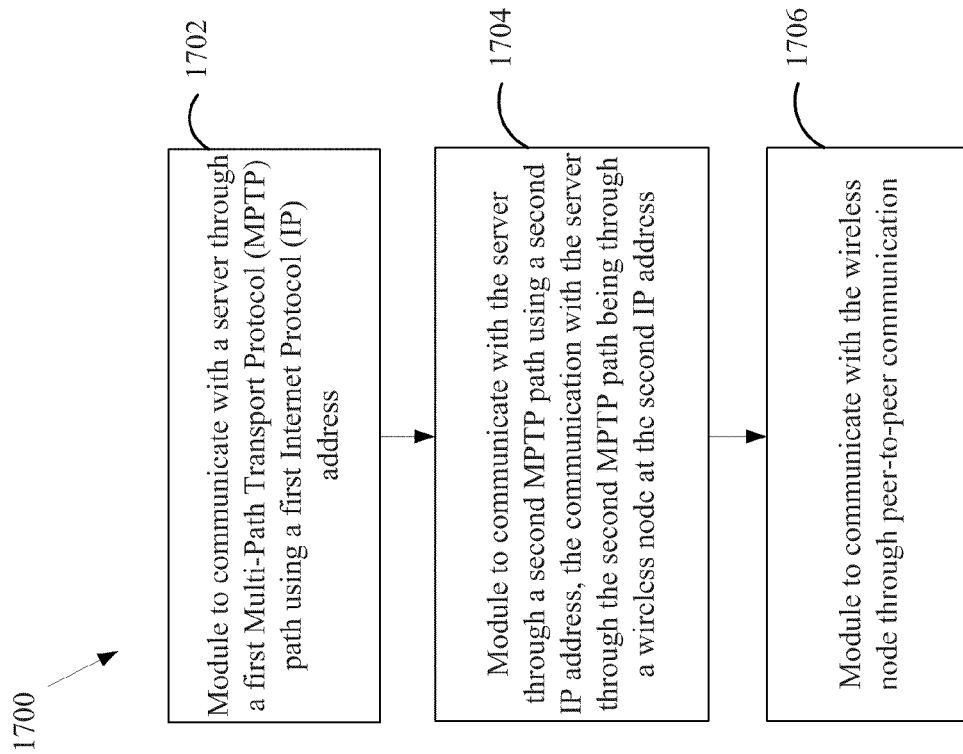 1700
1702
Module to communicate with a server through
a first Multi-Path Transport Protocol (MPTP)
path using a first Internet Protocol (IP)
address
1704
Module to communicate with the server
through a second MPTP path using a second
IP address, the communication with the server
through the second MPTP path being through
a wireless node at the second IP address
1706
Module to communicate with the wireless
node through peer-to-peer communication